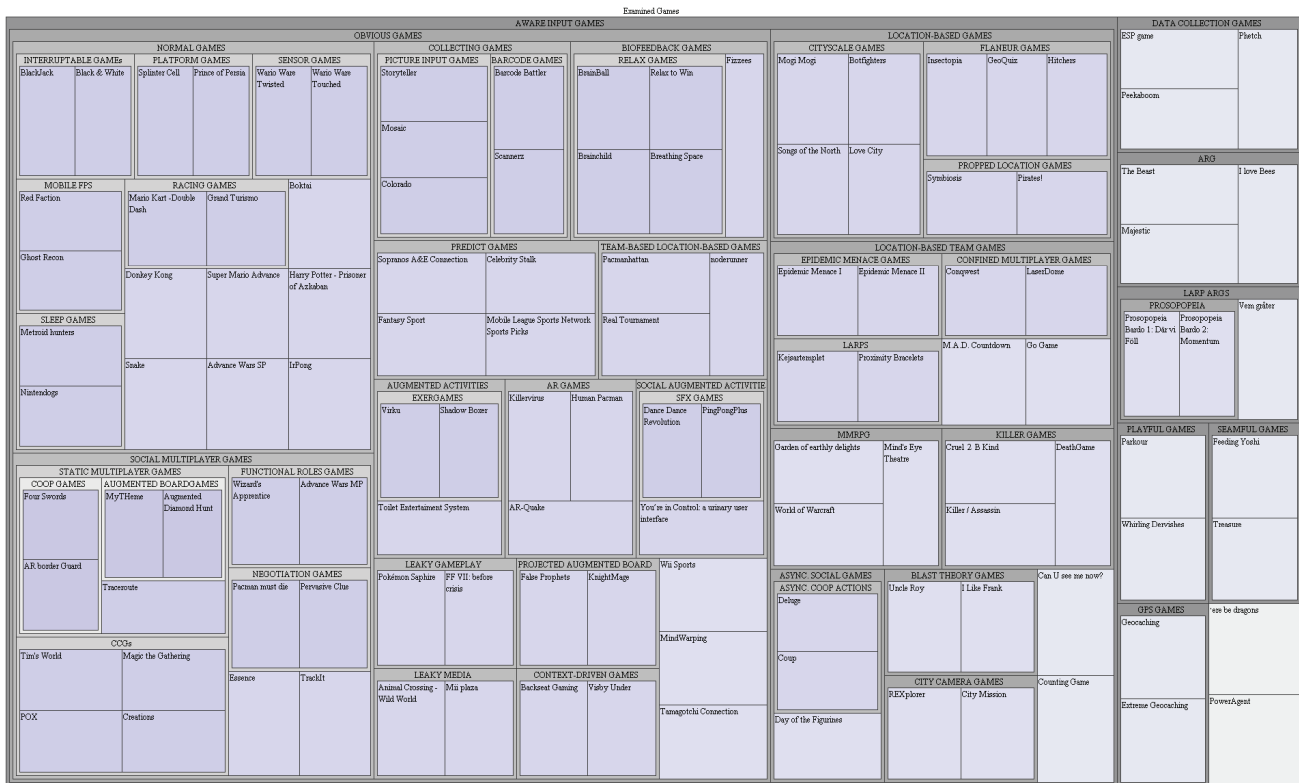 Examined Games
AWARE INPUT GAMES
OBVIOUS GAMES
NORMAL GAMES
INTERRUPTABLE GAMEs
BlackJack
Black & White
PLATFORM GAMES
Splinter Cell
Prince of Persia
SENSOR GAMES
Wario Ware
Twisted
Wario Ware
Touched
MOBILE FPS
Red Faction
Ghost Recon
SLEEP GAMES
Metroid hunters
Nintendogs
RACING GAMES
Mario Kart -Double
Dash
Grand Turismo
Boktai
Donkey Kong
Super Mario Advance
Harry Potter - Prisoner
of Azkaban
Snake
Advance Wars SP
IrPong
SOCIAL MULTIPLAYER GAMES
STATIC MULTIPLAYER GAMES
COOP GAMES
Four Swords
AR border Guard
AUGMENTED BOARDGAMES
MyTHeme
Augmented
Diamond Hunt
Traceroute
CCGs
Tim's World
Magic the Gathering
POX
Creations
FUNCTIONAL ROLES GAMES
Wizard's
Apprentice
Advance Wars MP
NEGOTIATION GAMES
Pacman must die
Pervasive Clue
Essence
TrackIt
COLLECTING GAMES
PICTURE INPUT GAMES
Storyteller
Mosaic
Colorado
BARCODE GAMES
Barcode Battler
Scannerz
BIOFEEDBACK GAMES
RELAX GAMES
BrainBall
Relax to Win
Brainchild
Breathing Space
Fizzees
PREDICT GAMES
Sopranos A&E Connection
Celebrity Stalk
Fantasy Sport
Mobile League Sports Network
Sports Picks
TEAM-BASED LOCATION-BASED GAMES
Pacmanhattan
noderunner
Real Tournament
AUGMENTED ACTIVITIES
EXERGAMES
Virku
Shadow Boxer
Toilet Entertaiment System
AR GAMES
Killervirus
Human Pacman
AR-Quake
SOCIAL AUGMENTED ACTIVITIE
SFX GAMES
Dance Dance
Revolution
PingPongPlus
You're in Control: a urinary user
interface
LEAKY GAMEPLAY
Pokémon Saphire
FF VII: before
crisis
PROJECTED AUGMENTED BOARD
False Prophets
KnightMage
LEAKY MEDIA
Animal Crossing -
Wild World
Mii plaza
CONTEXT-DRIVEN GAMES
Backseat Gaming
Visby Under
Wii Sports
MindWarping
Tamagotchi Connection
LOCATION-BASED GAMES
CITYSCALE GAMES
Mogi Mogi
Botfighters
Songs of the North
Love City
FLANEUR GAMES
Insectopia
GeoQuiz
Hitchers
PROPPED LOCATION GAMES
Symbiosis
Pirates!
LOCATION-BASED TEAM GAMES
EPIDEMIC MENACE GAMES
Epidemic Menace I
Epidemic Menace II
CONFINED MULTIPLAYER GAMES
Conqwest
LaserDome
LARPS
Kejsartemplet
Proximity Bracelets
M.A.D. Countdown
Go Game
MMRPG
Garden of earthly delights
Mind's Eye
Theatre
World of Warcraft
KILLER GAMES
Cruel 2 B Kind
DeathGame
Killer / Assassin
ASYNC. SOCIAL GAMES
ASYNC. COOP ACTIONS
Deluge
Coup
Day of the Figurines
BLAST THEORY GAMES
Uncle Roy
I Like Frank
CITY CAMERA GAMES
REXplorer
City Mission
Can U see me now?
Counting Game
DATA COLLECTION GAMES
ESP game
Phetch
Peekaboom
ARG
The Beast
I love Bees
Majestic
LARP ARGS
PROSOPOPEIA
Prosopopeia
Bardo 1: Där vi
Föll
Prosopopeia
Bardo 2:
Momentum
Vem gråter
PLAYFUL GAMES
Parkour
Whirling Dervishes
SEAMFUL GAMES
Feeding Yoshi
Treasure
GPS GAMES
Geocaching
Extreme Geocaching
'ere be dragons
PowerAgent